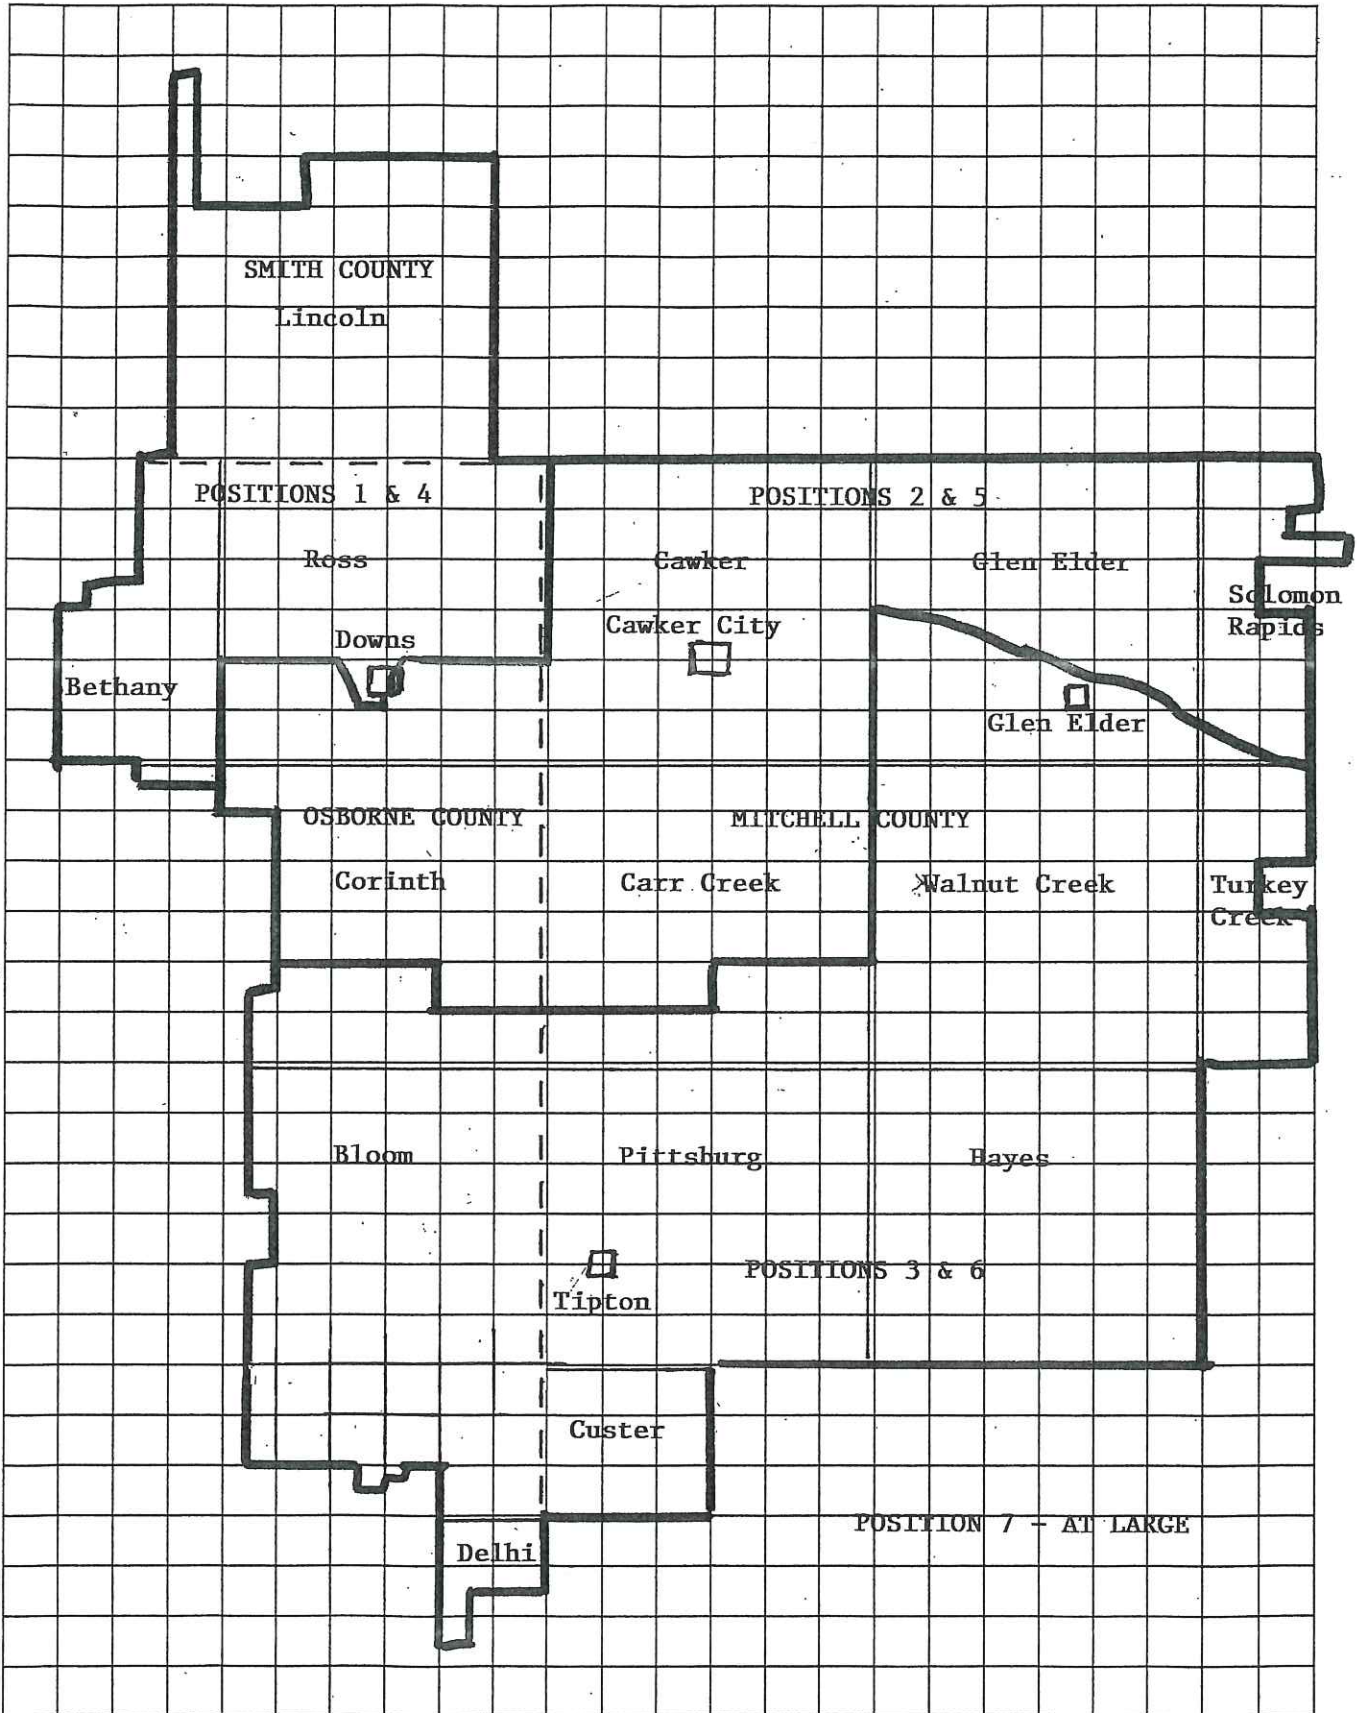 SMITH COUNTY
Lincoln
POSITIONS 1 & 4
POSITIONS 2 & 5
Ross
Cawker
Glen Elder
Solomon
Rapids
Cawker City
Downs
Bethany
Glen Elder
OSBORNE COUNTY
MITCHELL COUNTY
Corinth
Carr Creek
Walnut Creek
Turkey
Creek
Bloom
Pittsburg
Hayes
POSITIONS 3 & 6
Tipton
Custer
POSITION 7 - AT LARGE
Delhi